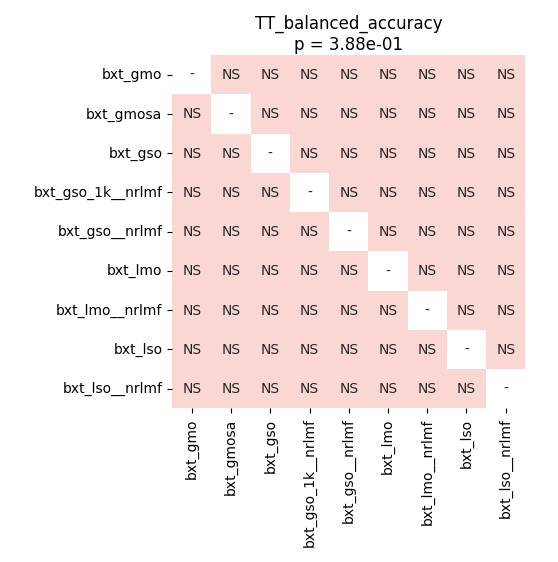 TT_balanced_accuracy
p = 3.88e-01
bxt_gmo - NS NS NS NS NS NS NS NS
bxt_gmosa NS - NS NS NS NS NS NS NS
bxt_gso NS NS - NS NS NS NS NS NS
bxt_gso_1k__nrlmf NS NS NS - NS NS NS NS NS
bxt_gso__nrlmf NS NS NS NS - NS NS NS NS
bxt_lmo NS NS NS NS NS - NS NS NS
bxt_lmo__nrlmf NS NS NS NS NS NS - NS NS
bxt_lso NS NS NS NS NS NS NS - NS
bxt_lso__nrlmf NS NS NS NS NS NS NS NS -
bxt_gmo
bxt_gmosa
bxt_gso
bxt_gso_1k__nrlmf
bxt_gso__nrlmf
bxt_lmo
bxt_lmo__nrlmf
bxt_lso
bxt_lso__nrlmf